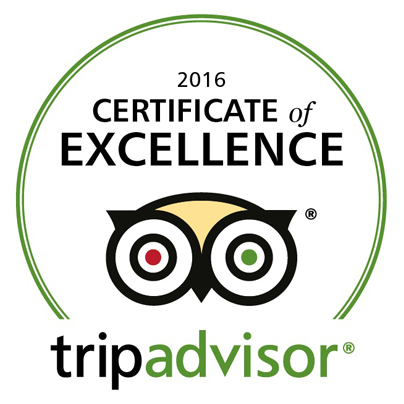 2016
CERTIFICATE of
EXCELLENCE
®
tripadvisor®